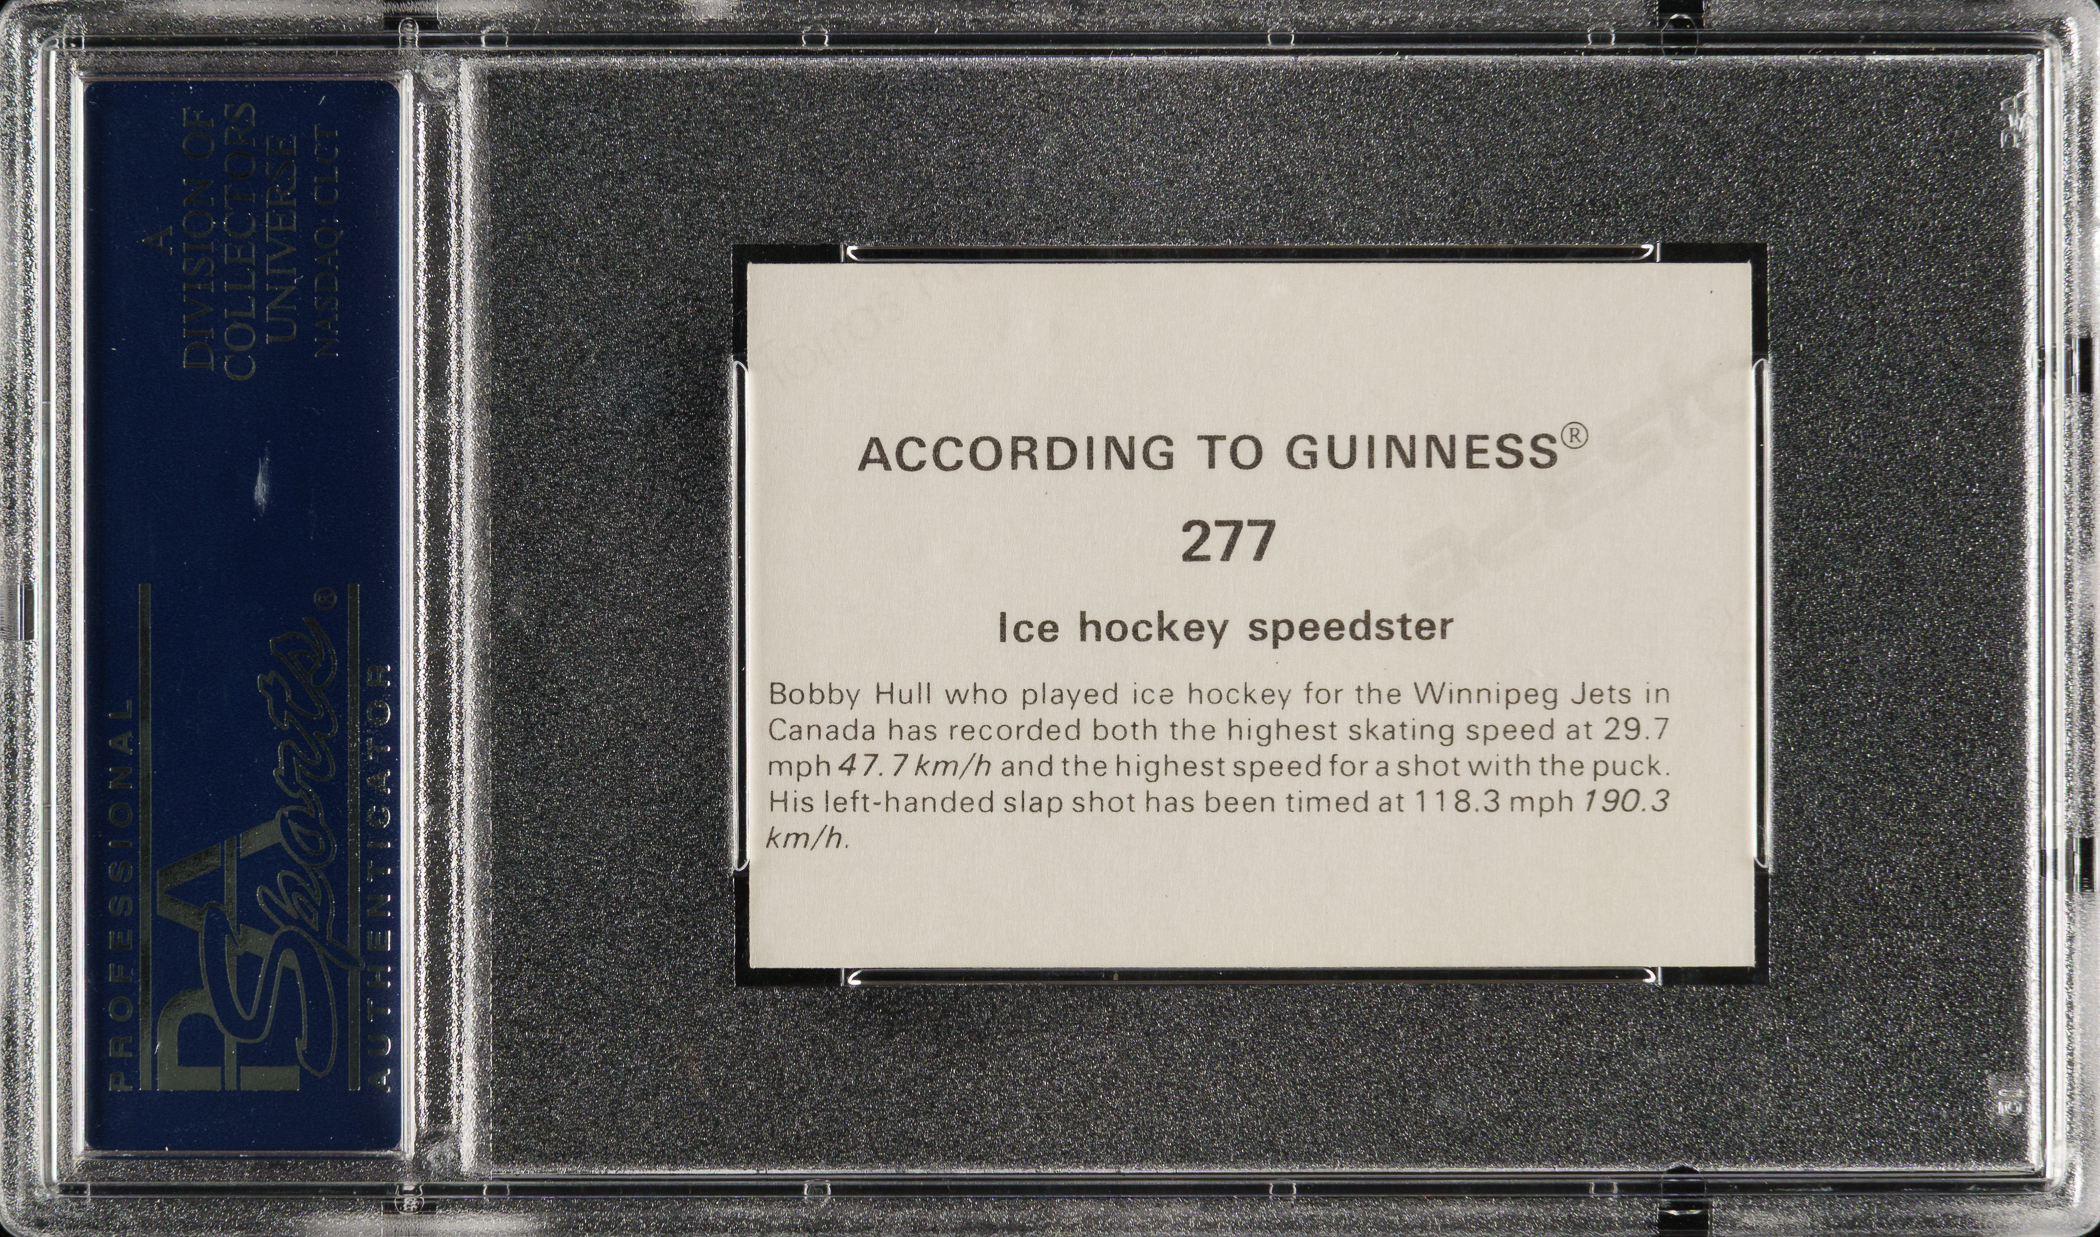 A
DIVISION OF
COLLECTORS
UNIVERSE
NASDAQ: CLCT
PROFESSIONAL
PSA
Sports®
AUTHENTICATOR
ACCORDING TO GUINNESS®
277
Ice hockey speedster
Bobby Hull who played ice hockey for the Winnipeg Jets in
Canada has recorded both the highest skating speed at 29.7
mph 47.7 km/h and the highest speed for a shot with the puck.
His left-handed slap shot has been timed at 118.3 mph 190.3
km/h.